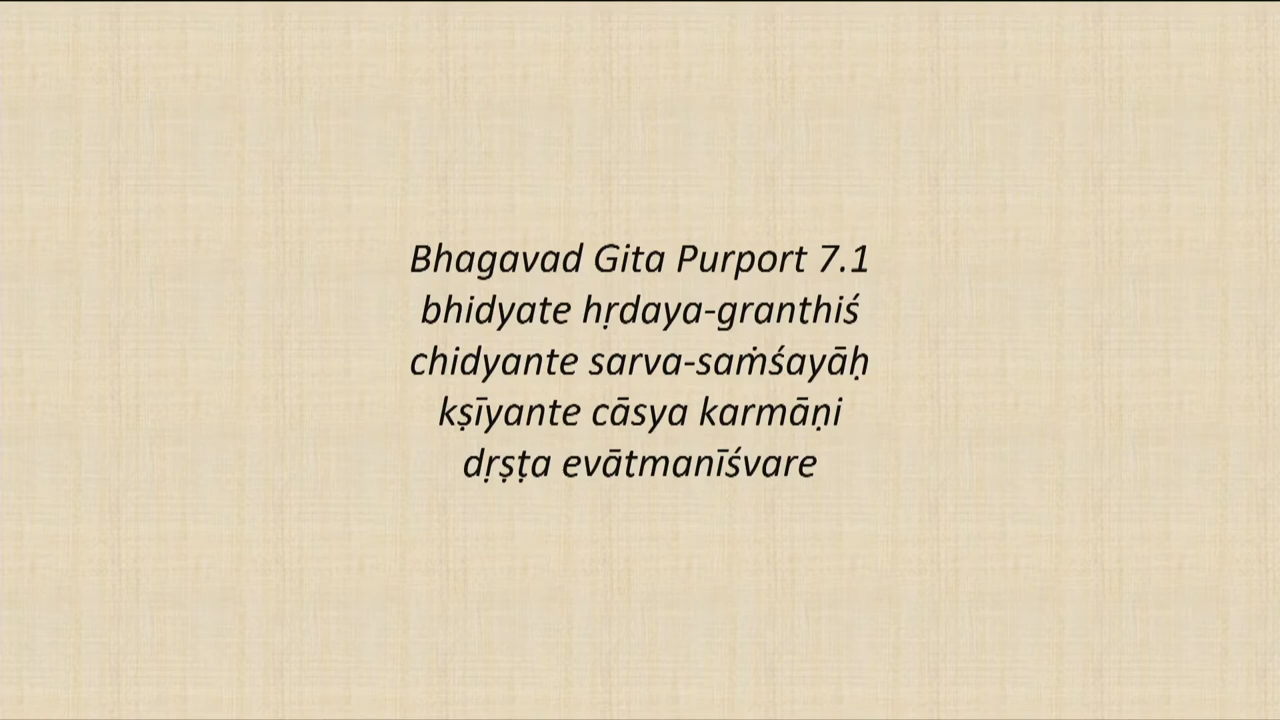 Bhagavad Gita Purport 7.1
bhidyate hṛdaya-granthiś
chidyante sarva-saṁśayāḥ
kṣīyante cāsya karmāṇi
dṛṣṭa evātmanīśvare